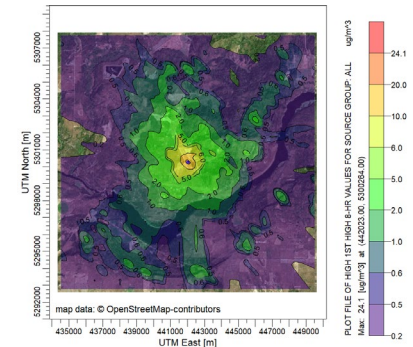 5307000
5304000
5301000
5298000
5295000
5292000
UTM North [m]
435000 437000 439000 441000 443000 445000 447000 449000
UTM East [m]
map data: © OpenStreetMap-contributors
ug/m^3
24.1
20.0
10.0
6.0
5.0
2.0
1.0
0.6
0.5
0.2
PLOT FILE OF HIGH 1ST HIGH 8-HR VALUES FOR SOURCE GROUP: ALL
Max: 24.1 [ug/m^3] at (442023.00, 5300284.00)